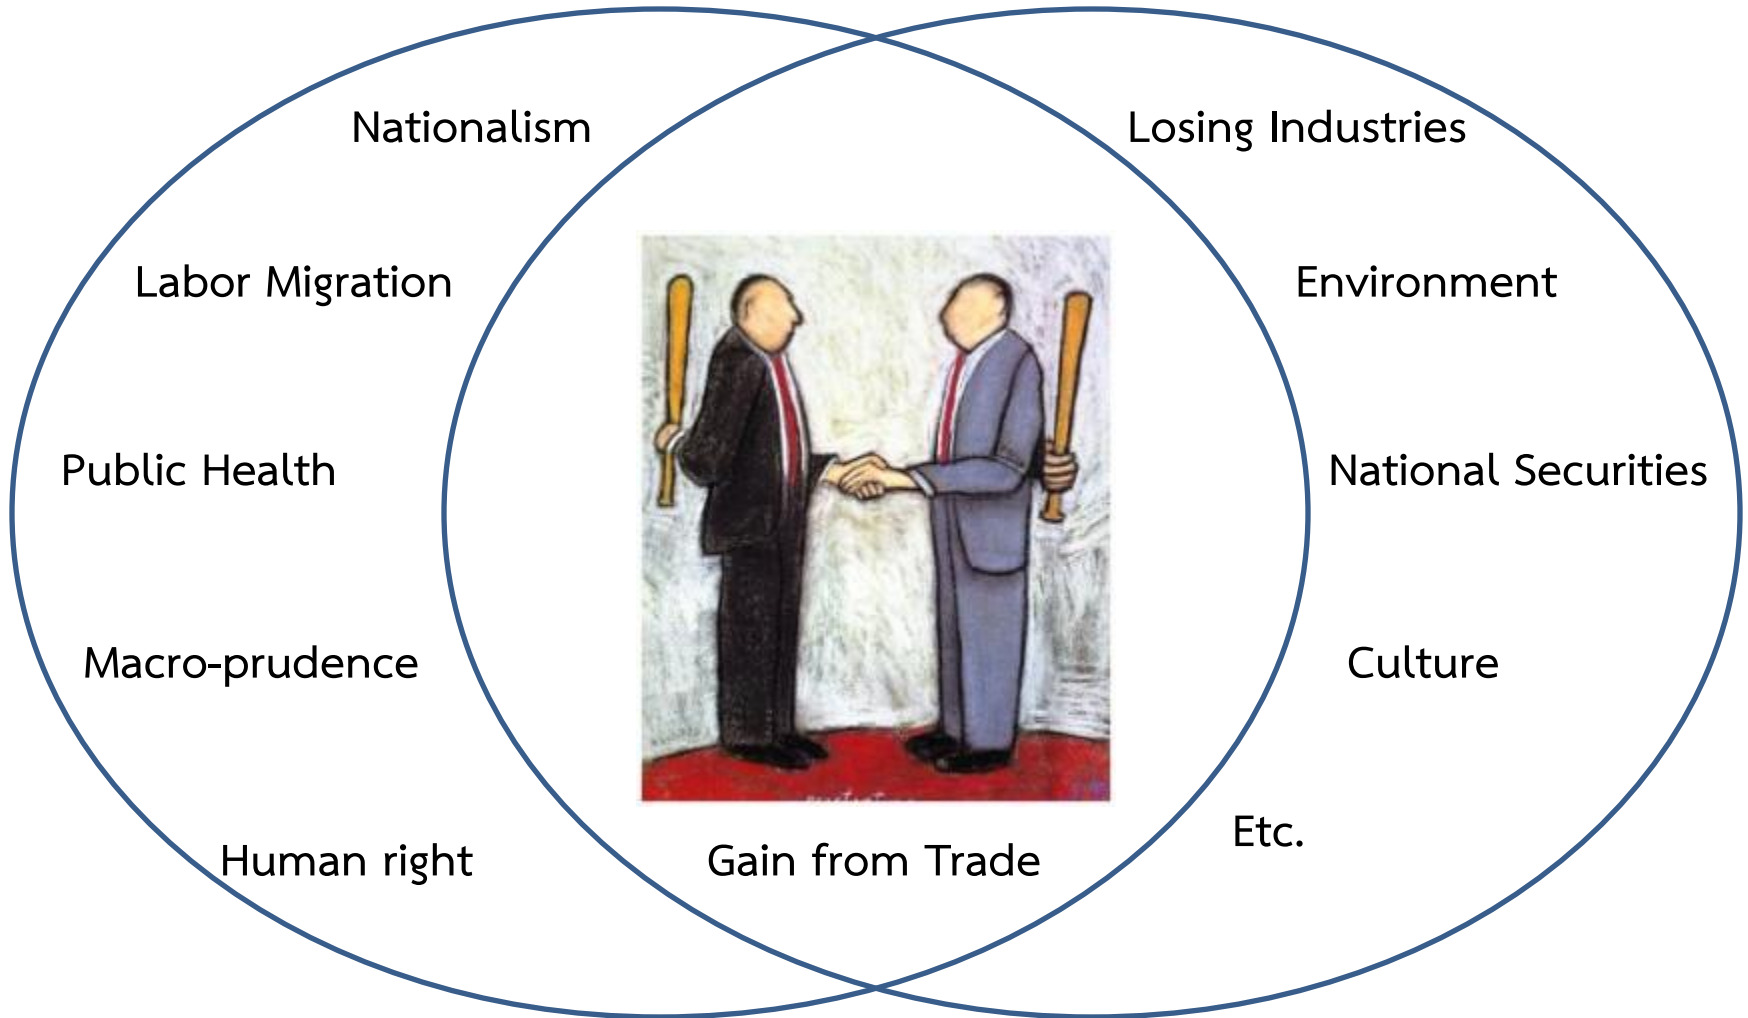 Nationalism
Losing Industries
Labor Migration
Environment
Public Health
National Securities
Macro-prudence
Culture
Etc.
Human right
Gain from Trade